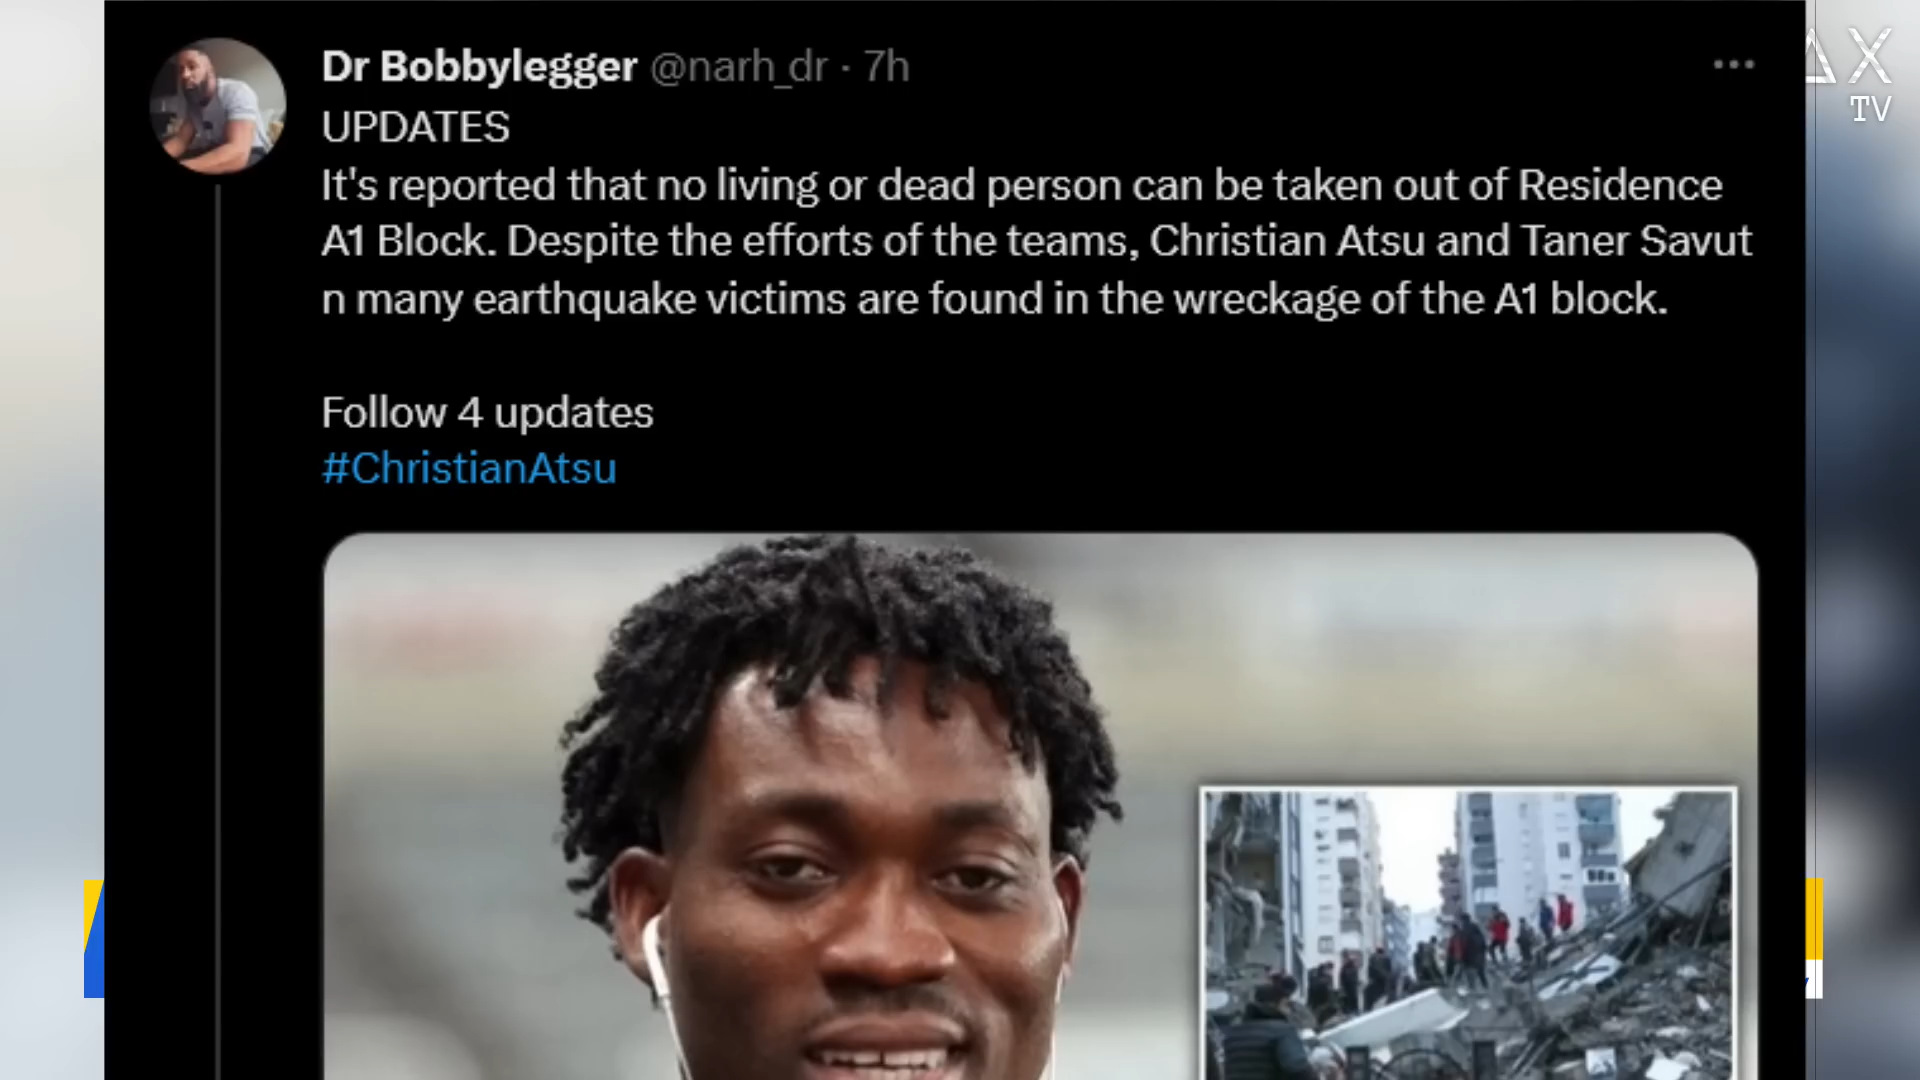 Dr Bobbylegger @narh_dr · 7h
UPDATES
It's reported that no living or dead person can be taken out of Residence
A1 Block. Despite the efforts of the teams, Christian Atsu and Taner Savut
n many earthquake victims are found in the wreckage of the A1 block.
Follow 4 updates
#ChristianAtsu
AX
TV